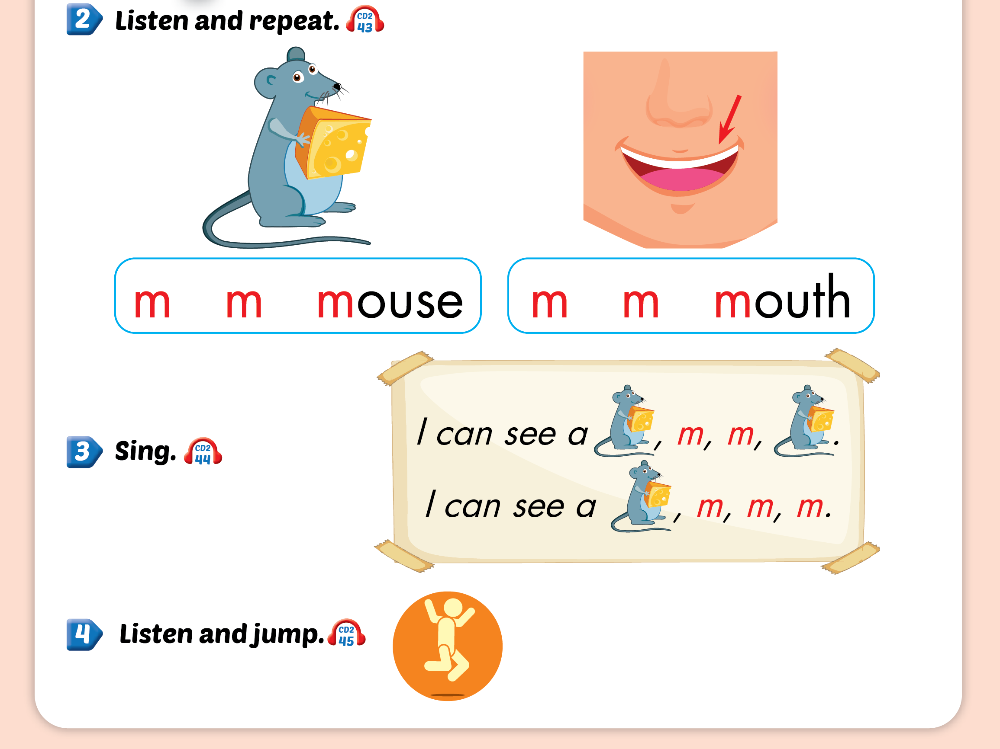 2 Listen and repeat. CD2 43
m m mouse
m m mouth
3 Sing. CD2 44
I can see a , m, m, .
I can see a , m, m, m.
4 Listen and jump. CD2 45